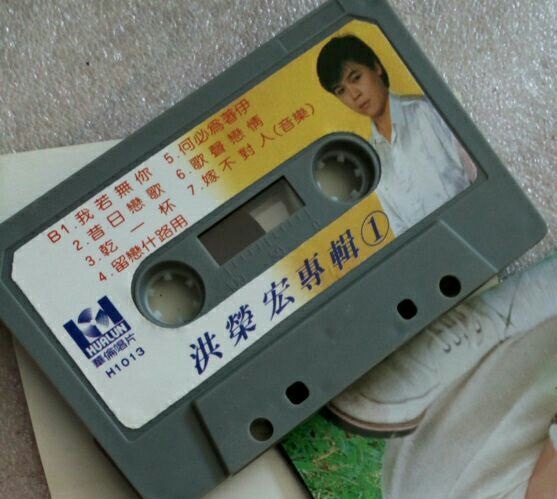 B1.我若無你
2.昔日戀歌
3.乾一杯
4.留戀什路用
5.何必為著伊
6.歌聲戀情
7.嫁不對人(音樂)
洪榮宏專輯①
HUALUN
華倫唱片
H1013